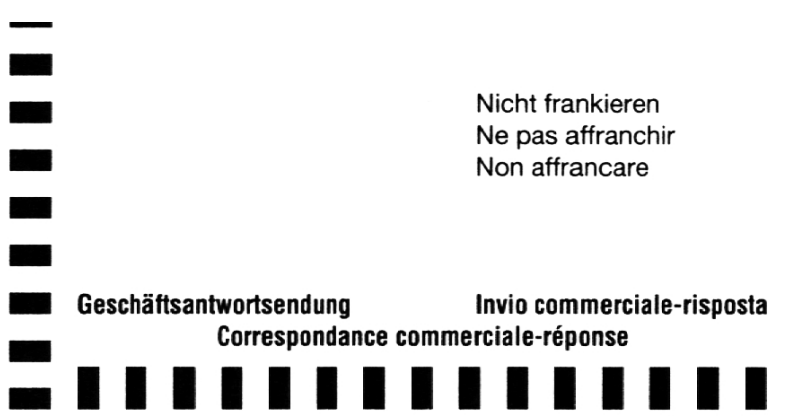 Nicht frankieren
Ne pas affranchir
Non affrancare
Geschäftsantwortsendung Invio commerciale-risposta
Correspondance commerciale-réponse